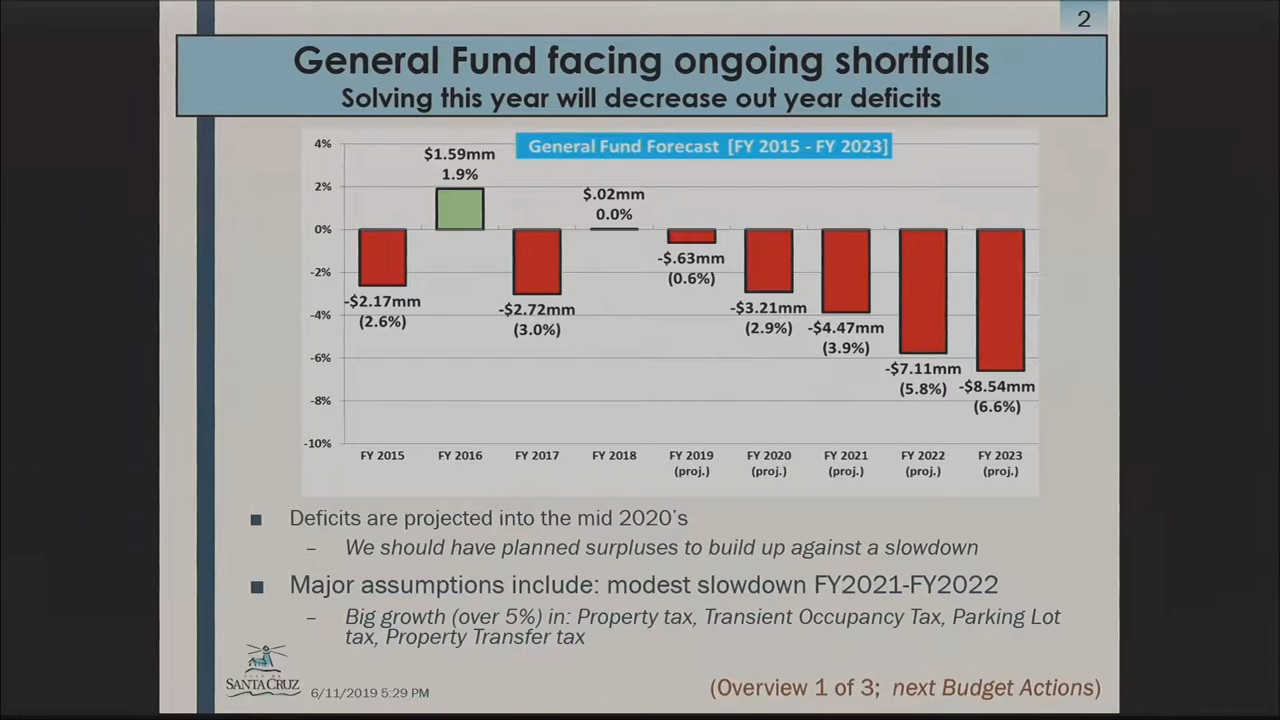 2
General Fund facing ongoing shortfalls
Solving this year will decrease out year deficits
General Fund Forecast [FY 2015 - FY 2023]
4%
2%
0%
-2%
-4%
-6%
-8%
-10%
-$2.17mm
(2.6%)
$1.59mm
1.9%
-$2.72mm
(3.0%)
$.02mm
0.0%
-$.63mm
(0.6%)
-$3.21mm
(2.9%)
-$4.47mm
(3.9%)
-$7.11mm
(5.8%)
-$8.54mm
(6.6%)
FY 2015
FY 2016
FY 2017
FY 2018
FY 2019
(proj.)
FY 2020
(proj.)
FY 2021
(proj.)
FY 2022
(proj.)
FY 2023
(proj.)
■ Deficits are projected into the mid 2020's
– We should have planned surpluses to build up against a slowdown
■ Major assumptions include: modest slowdown FY2021-FY2022
– Big growth (over 5%) in: Property tax, Transient Occupancy Tax, Parking Lot
tax, Property Transfer tax
CITY OF
SANTA CRUZ
6/11/2019 5:29 PM
(Overview 1 of 3; next Budget Actions)